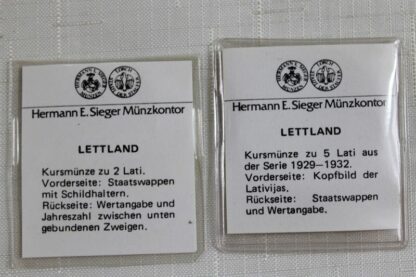 Hermann E. Sieger Münzkontor
LETTLAND
Kursmünze zu 2 Lati.
Vorderseite: Staatswappen
mit Schildhaltern.
Rückseite: Wertangabe und
Jahreszahl zwischen unten
gebundenen Zweigen.
Hermann E. Sieger Münzkontor
LETTLAND
Kursmünze zu 5 Lati aus
der Serie 1929–1932.
Vorderseite: Kopfbild der
Lativijas.
Rückseite: Staatswappen
und Wertangabe.